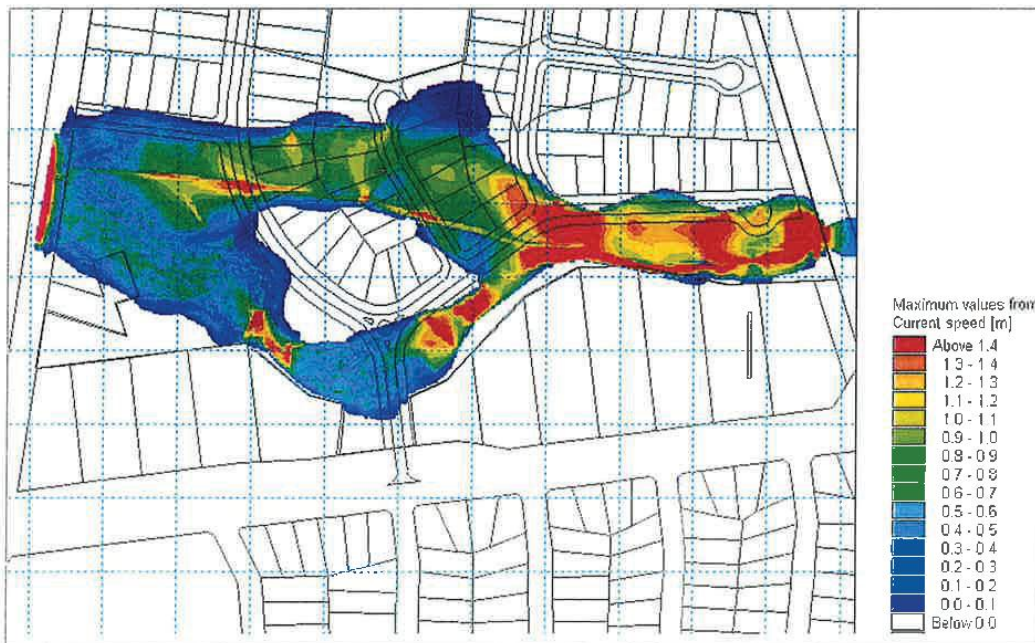 Maximum values from
Current speed [m]
Above 1.4
1.3 - 1.4
1.2 - 1.3
1.1 - 1.2
1.0 - 1.1
0.9 - 1.0
0.8 - 0.9
0.7 - 0.8
0.6 - 0.7
0.5 - 0.6
0.4 - 0.5
0.3 - 0.4
0.2 - 0.3
0.1 - 0.2
0.0 - 0.1
Below 0.0